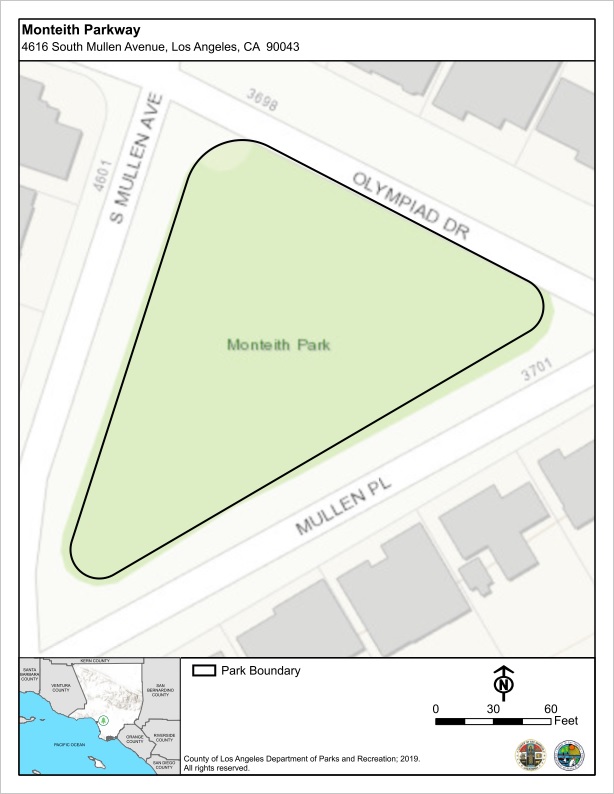 Monteith Parkway
4616 South Mullen Avenue, Los Angeles, CA 90043
3698
S MULLEN AVE
4601
OLYMPIAD DR
Monteith Park
3701
MULLEN PL
KERN COUNTY
SANTA
BARBARA
COUNTY
VENTURA
COUNTY
SAN
BERNARDINO
COUNTY
ORANGE
COUNTY
RIVERSIDE
COUNTY
PACIFIC OCEAN
SAN DIEGO
COUNTY
Park Boundary
N
0 30 60
Feet
County of Los Angeles Department of Parks and Recreation; 2019.
All rights reserved.